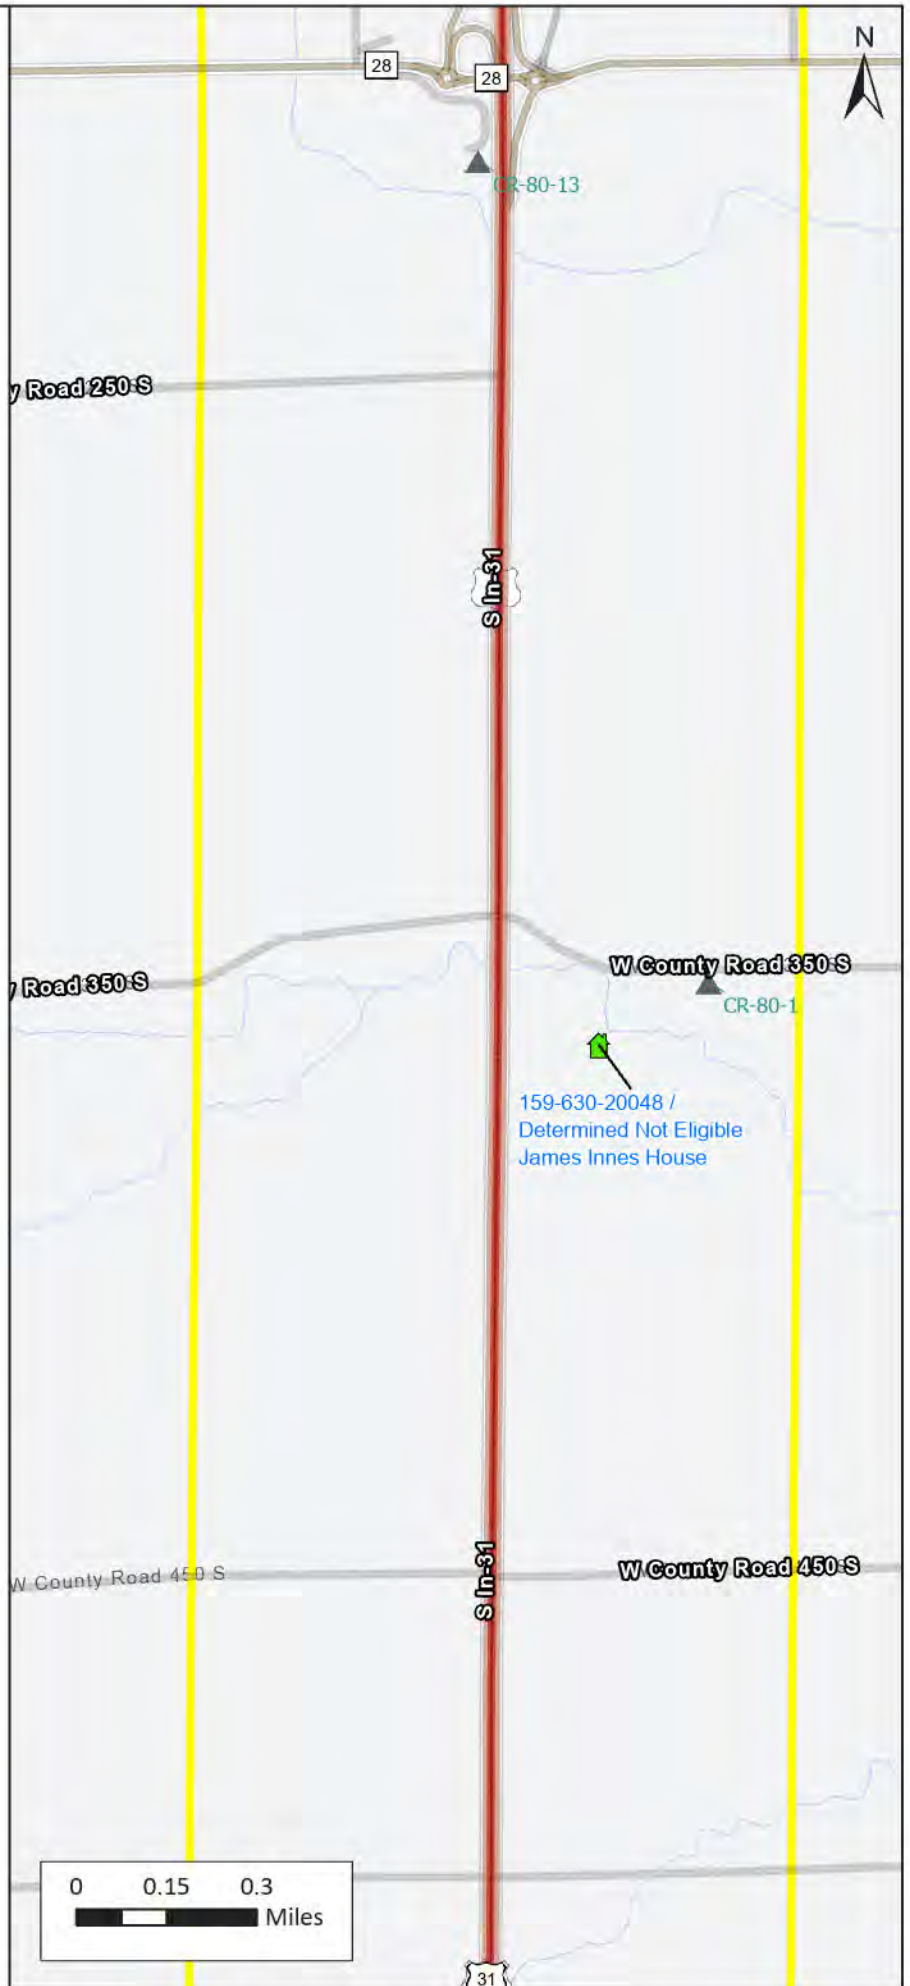 N
28
28
CR-80-13
y Road 250 S
S In-31
W County Road 350 S
y Road 350 S
CR-80-1
159-630-20048 /
Determined Not Eligible
James Innes House
S In-31
W County Road 450 S
W County Road 450 S
0 0.15 0.3
Miles
31